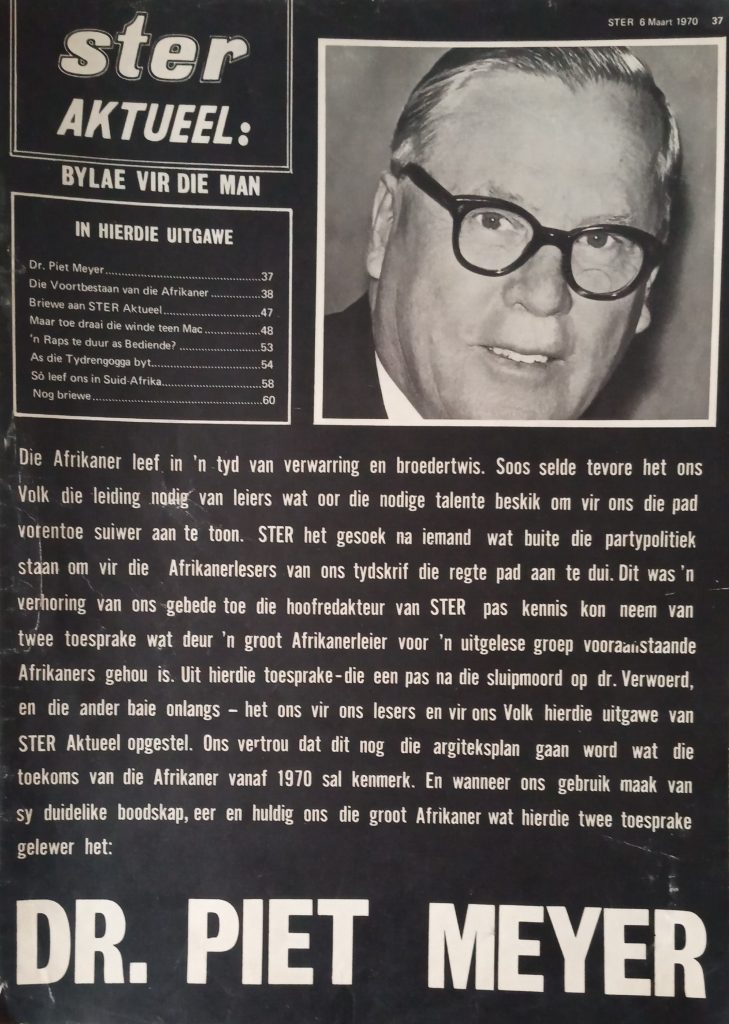 STER 6 Maart 1970 37
ster
AKTUEEL:
BYLAE VIR DIE MAN
IN HIERDIE UITGAWE
Dr. Piet Meyer..........37
Die Voortbestaan van die Afrikaner..........38
Briewe aan STER Aktueel..........47
Maar toe draai die winde teen Mac..........48
'n Raps te duur as Bediende?..........53
As die Tydrengogga byt..........54
Só leef ons in Suid-Afrika..........58
Nog briewe..........60
Die Afrikaner leef in 'n tyd van verwarring en broedertwis. Soos selde tevore het ons
Volk die leiding nodig van leiers wat oor die nodige talente beskik om vir ons die pad
vorentoe suiwer aan te toon. STER het gesoek na iemand wat buite die partypolitiek
staan om vir die Afrikanerlesers van ons tydskrif die regte pad aan te dui. Dit was 'n
verhoring van ons gebede toe die hoofredakteur van STER pas kennis kon neem van
twee toesprake wat deur 'n groot Afrikanerleier voor 'n uitgelese groep vooraanstaande
Afrikaners gehou is. Uit hierdie toesprake-die een pas na die sluipmoord op dr. Verwoerd,
en die ander baie onlangs – het ons vir ons lesers en vir ons Volk hierdie uitgawe van
STER Aktueel opgestel. Ons vertrou dat dit nog die argiteksplan gaan word wat die
toekoms van die Afrikaner vanaf 1970 sal kenmerk. En wanneer ons gebruik maak van
sy duidelike boodskap, eer en huldig ons die groot Afrikaner wat hierdie twee toesprake
gelewer het:
DR. PIET MEYER